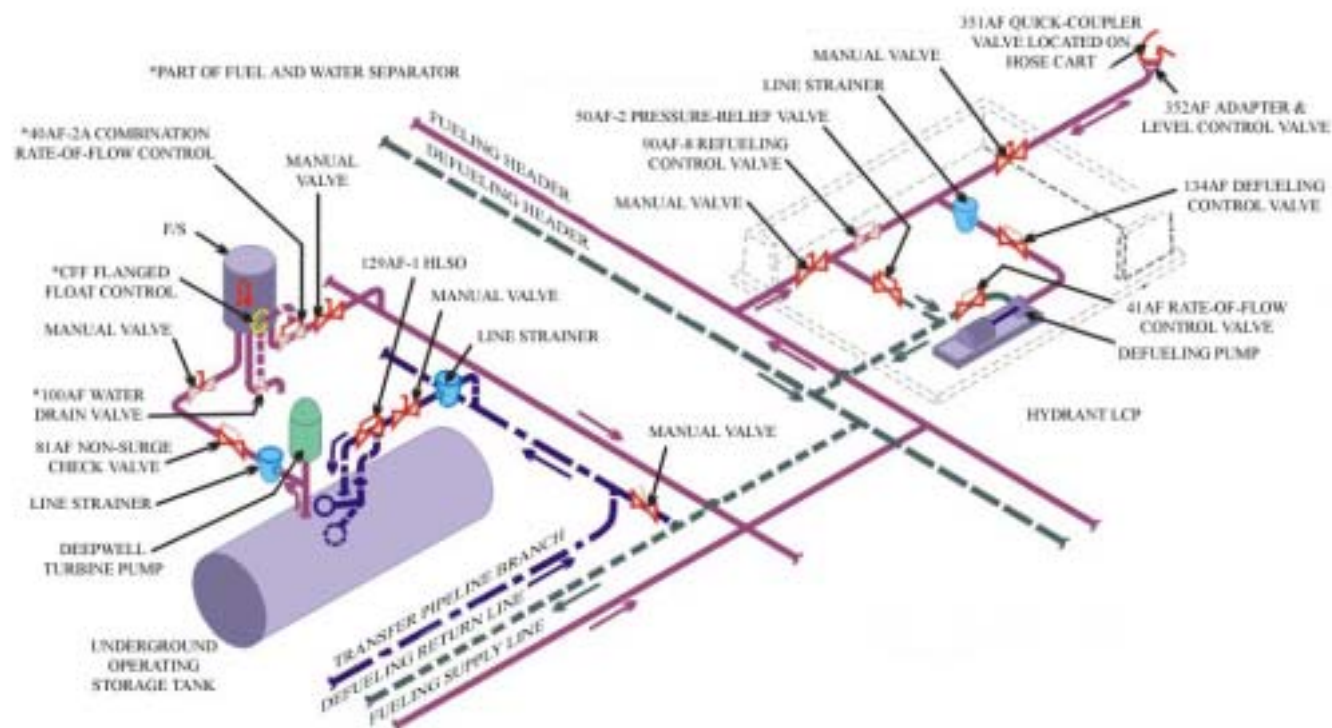 *PART OF FUEL AND WATER SEPARATOR
*40AF-2A COMBINATION
RATE-OF-FLOW CONTROL
MANUAL
VALVE
F/S
*CFF FLANGED
FLOAT CONTROL
MANUAL VALVE
*100AF WATER
DRAIN VALVE
81AF NON-SURGE
CHECK VALVE
LINE STRAINER
DEEPWELL
TURBINE PUMP
UNDERGROUND
OPERATING
STORAGE TANK
129AF-1 HLSO
MANUAL VALVE
LINE STRAINER
MANUAL VALVE
TRANSFER PIPELINE BRANCH
DEFUELING RETURN LINE
FUELING SUPPLY LINE
FUELING HEADER
DEFUELING HEADER
351AF QUICK-COUPLER
VALVE LOCATED ON
HOSE CART
MANUAL VALVE
LINE STRAINER
50AF-2 PRESSURE-RELIEF VALVE
90AF-8 REFUELING
CONTROL VALVE
MANUAL VALVE
352AF ADAPTER &
LEVEL CONTROL VALVE
134AF DEFUELING
CONTROL VALVE
41AF RATE-OF-FLOW
CONTROL VALVE
DEFUELING PUMP
HYDRANT LCP